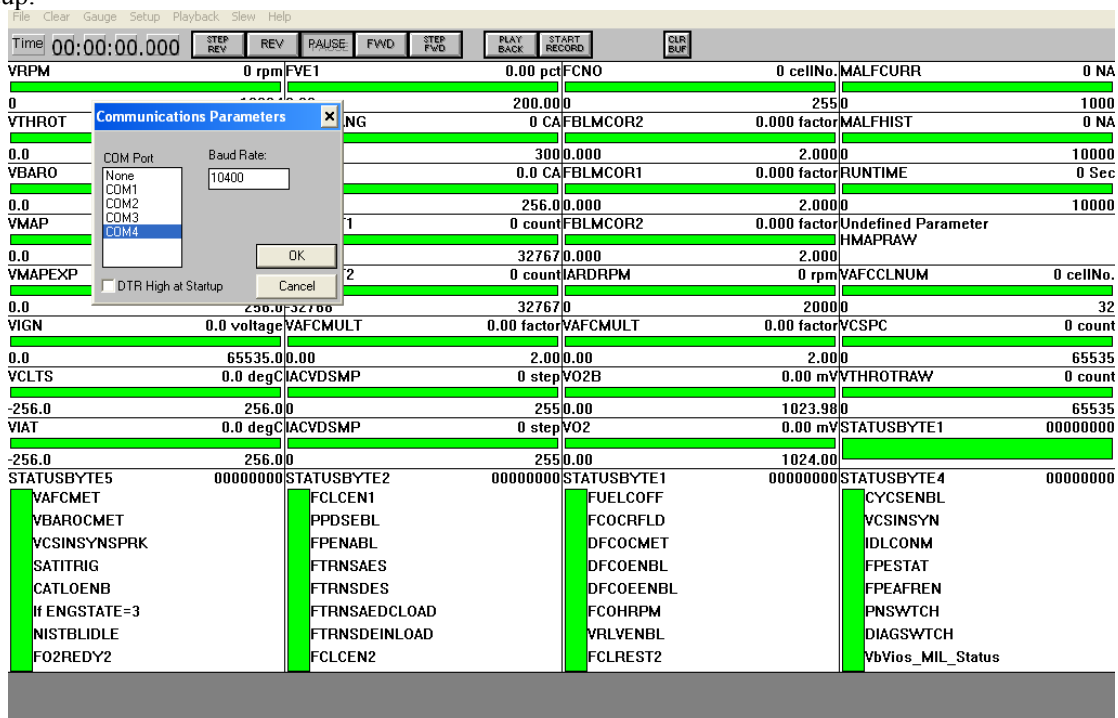 up.
File Clear Gauge Setup Playback Slew Help
Time 00:00:00.000 STEP REV REV PAUSE FWD STEP FWD PLAY BACK START RECORD CLR BUF
VRPM 0 rpm FVE1 0.00 pct FCNO 0 cellNo. MALFCURR 0 NA
0 200.00 0 255 0 1000
VTHROT NG 0 CA FBLMCOR2 0.000 factor MALFHIST 0 NA
0.0 300 0.000 2.000 0 10000
VBARO 0.0 CA FBLMCOR1 0.000 factor RUNTIME 0 Sec
0.0 256.0 0.000 2.000 0 10000
VMAP 1 0 count FBLMCOR2 0.000 factor Undefined Parameter
HMAPRAW
0.0 32767 0.000 2.000
VMAPEXP 2 0 count IARDRPM 0 rpm VAFCCLNUM 0 cellNo.
0.0 256.0 -32768 32767 0 2000 0 32
Communications Parameters
COM Port Baud Rate:
None 10400
COM1
COM2
COM3
COM4
OK
DTR High at Startup Cancel
VIGN 0.0 voltage VAFCMULT 0.00 factor VAFCMULT 0.00 factor VCSPC 0 count
0.0 65535.0 0.00 2.00 0.00 2.00 0 65535
VCLTS 0.0 degC IACVDSMP 0 step VO2B 0.00 mV VTHROTRAW 0 count
-256.0 256.0 0 255 0.00 1023.98 0 65535
VIAT 0.0 degC IACVDSMP 0 step VO2 0.00 mV STATUSBYTE1 00000000
-256.0 256.0 0 255 0.00 1024.00
STATUSBYTE5 00000000 STATUSBYTE2 00000000 STATUSBYTE1 00000000 STATUSBYTE4 00000000
VAFCMET FCLCEN1 FUELCOFF CYCSENBL
VBAROCMET PPDSEBL FCOCRFLD VCSINSYN
VCSINSYNSPRK FPENABL DFCOCMET IDLCONM
SATITRIG FTRNSAES DFCOENBL FPESTAT
CATLOENB FTRNSDES DFCOEENBL FPEAFREN
If ENGSTATE=3 FTRNSAEDCLOAD FCOHRPM PNSWTCH
NISTBLIDLE FTRNSDEINLOAD VRLVENBL DIAGSWTCH
FO2REDY2 FCLCEN2 FCLREST2 VbVios_MIL_Status